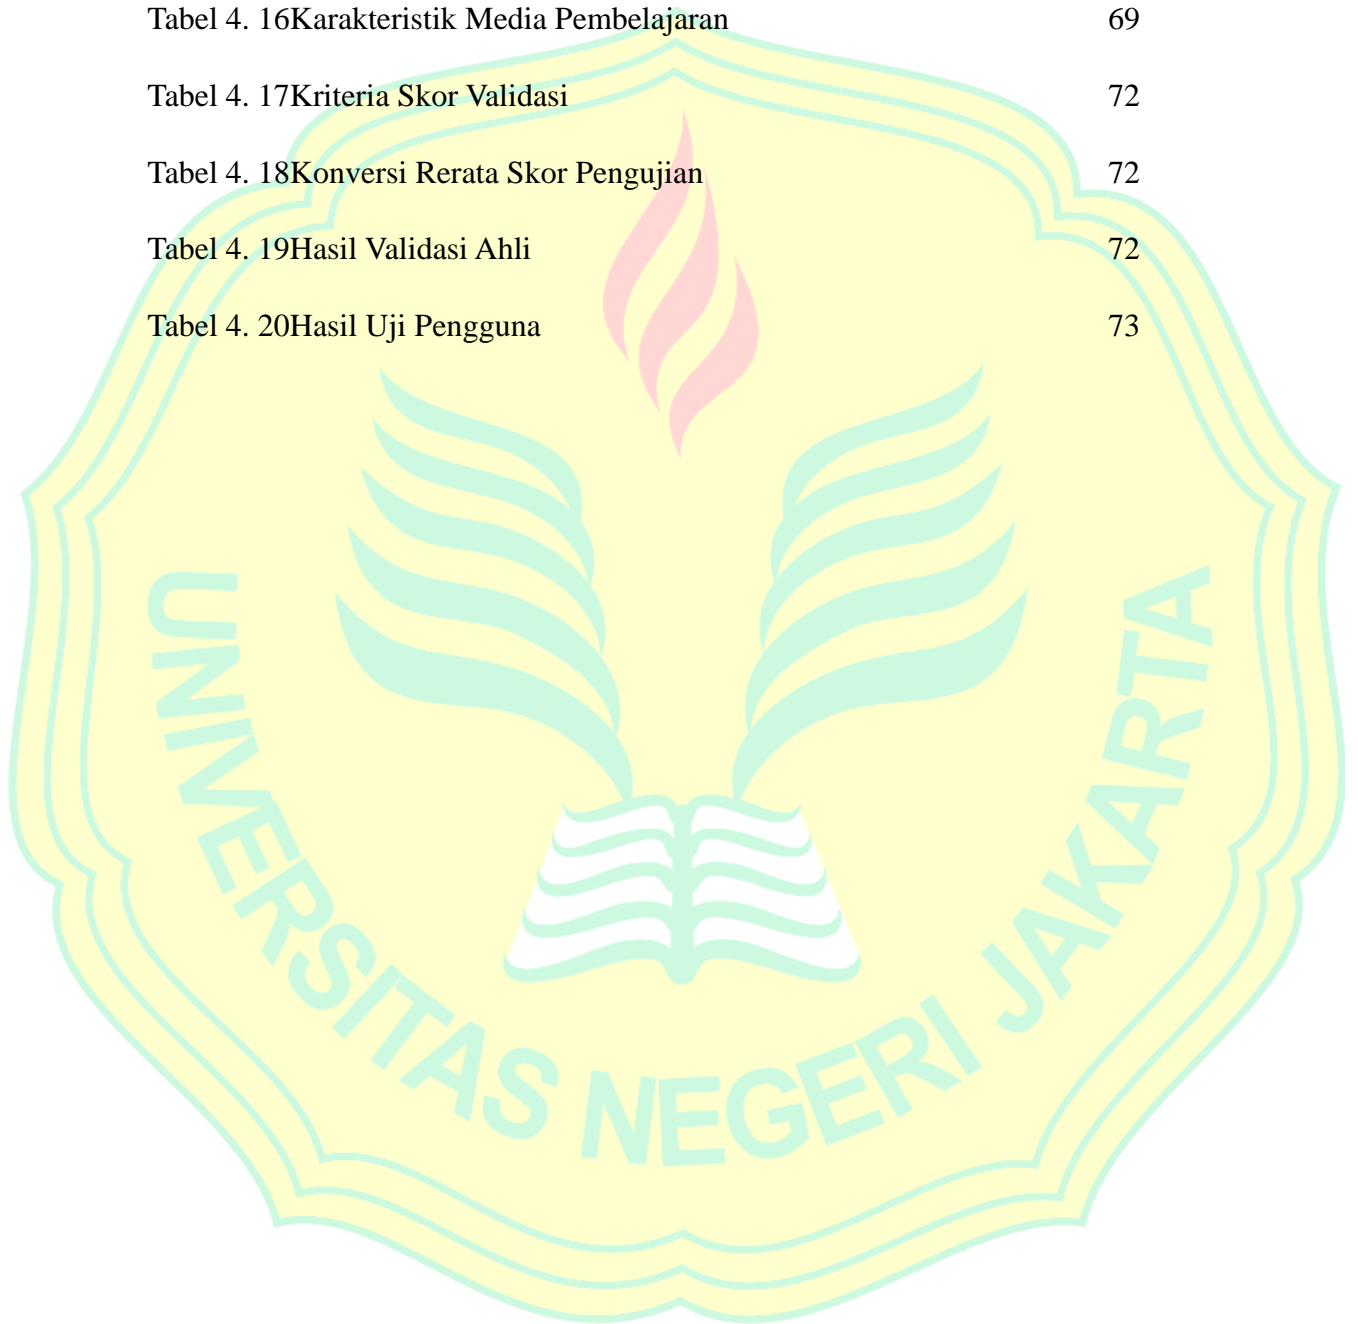 Tabel 4. 16Karakteristik Media Pembelajaran 69
Tabel 4. 17Kriteria Skor Validasi 72
Tabel 4. 18Konversi Rerata Skor Pengujian 72
Tabel 4. 19Hasil Validasi Ahli 72
Tabel 4. 20Hasil Uji Pengguna 73
UNIVERSITAS NEGERI JAKARTA